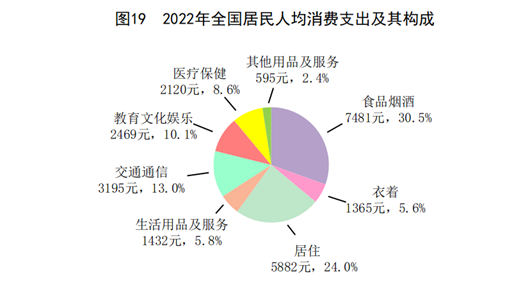 图19 2022年全国居民人均消费支出及其构成
其他用品及服务
595元，2.4%
医疗保健
2120元，8.6%
食品烟酒
7481元，30.5%
教育文化娱乐
2469元，10.1%
交通通信
3195元，13.0%
衣着
1365元，5.6%
生活用品及服务
1432元，5.8%
居住
5882元，24.0%